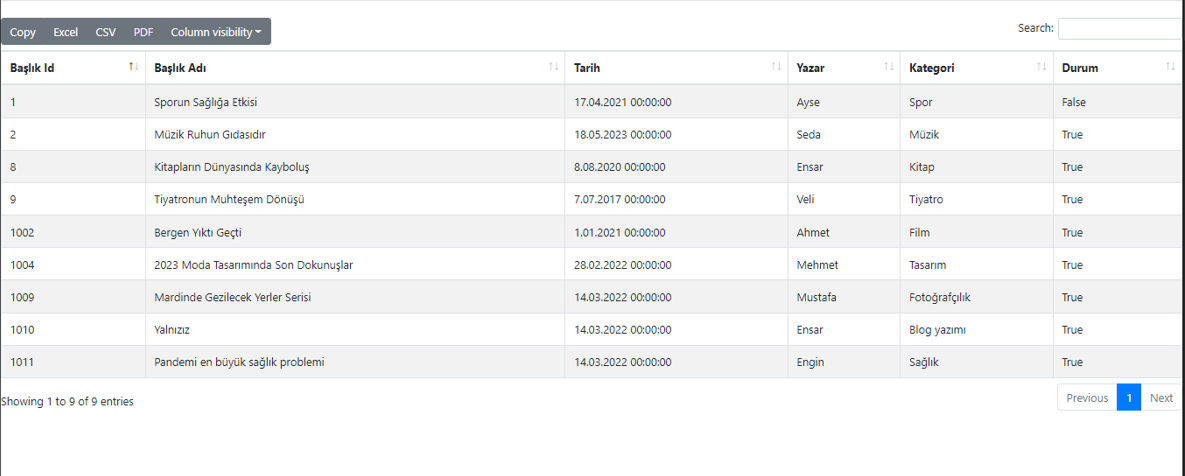 Copy Excel CSV PDF Column visibility Search:
Başlık Id Başlık Adı Tarih Yazar Kategori Durum
1 Sporun Sağlığa Etkisi 17.04.2021 00:00:00 Ayse Spor False
2 Müzik Ruhun Gıdasıdır 18.05.2023 00:00:00 Seda Müzik True
8 Kitapların Dünyasında Kayboluş 8.08.2020 00:00:00 Ensar Kitap True
9 Tiyatronun Muhteşem Dönüşü 7.07.2017 00:00:00 Veli Tiyatro True
1002 Bergen Yıktı Geçti 1.01.2021 00:00:00 Ahmet Film True
1004 2023 Moda Tasarımında Son Dokunuşlar 28.02.2022 00:00:00 Mehmet Tasarım True
1009 Mardinde Gezilecek Yerler Serisi 14.03.2022 00:00:00 Mustafa Fotoğrafçılık True
1010 Yalnızız 14.03.2022 00:00:00 Ensar Blog yazımı True
1011 Pandemi en büyük sağlık problemi 14.03.2022 00:00:00 Engin Sağlık True
Showing 1 to 9 of 9 entries Previous 1 Next